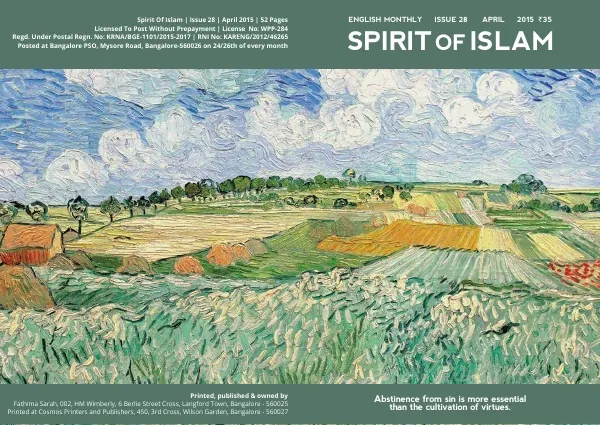 Spirit Of Islam | Issue 28 | April 2015 | 52 Pages
Licensed To Post Without Prepayment | License No: WPP-284
Regd. Under Postal Regn. No: KRNA/BGE-1101/2015-2017 | RNI No: KARENG/2012/46265
Posted at Bangalore PSO, Mysore Road, Bangalore-560026 on 24/26th of every month
ENGLISH MONTHLY ISSUE 28 APRIL 2015 ₹35
SPIRIT OF ISLAM
Printed, published & owned by
Fathima Sarah, 002, HM Wimberly, 6 Berlie Street Cross, Langford Town, Bangalore - 560025
Printed at Cosmos Printers and Publishers, 450, 3rd Cross, Wilson Garden, Bangalore - 560027
Abstinence from sin is more essential
than the cultivation of virtues.